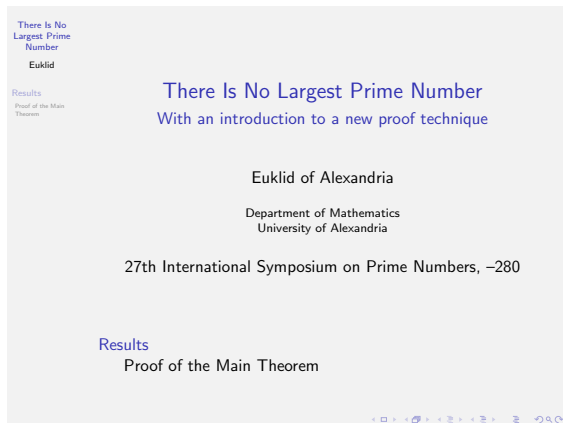 There Is No
Largest Prime
Number
Euklid
Results
Proof of the Main
Theorem
There Is No Largest Prime Number
With an introduction to a new proof technique
Euklid of Alexandria
Department of Mathematics
University of Alexandria
27th International Symposium on Prime Numbers, –280
Results
Proof of the Main Theorem